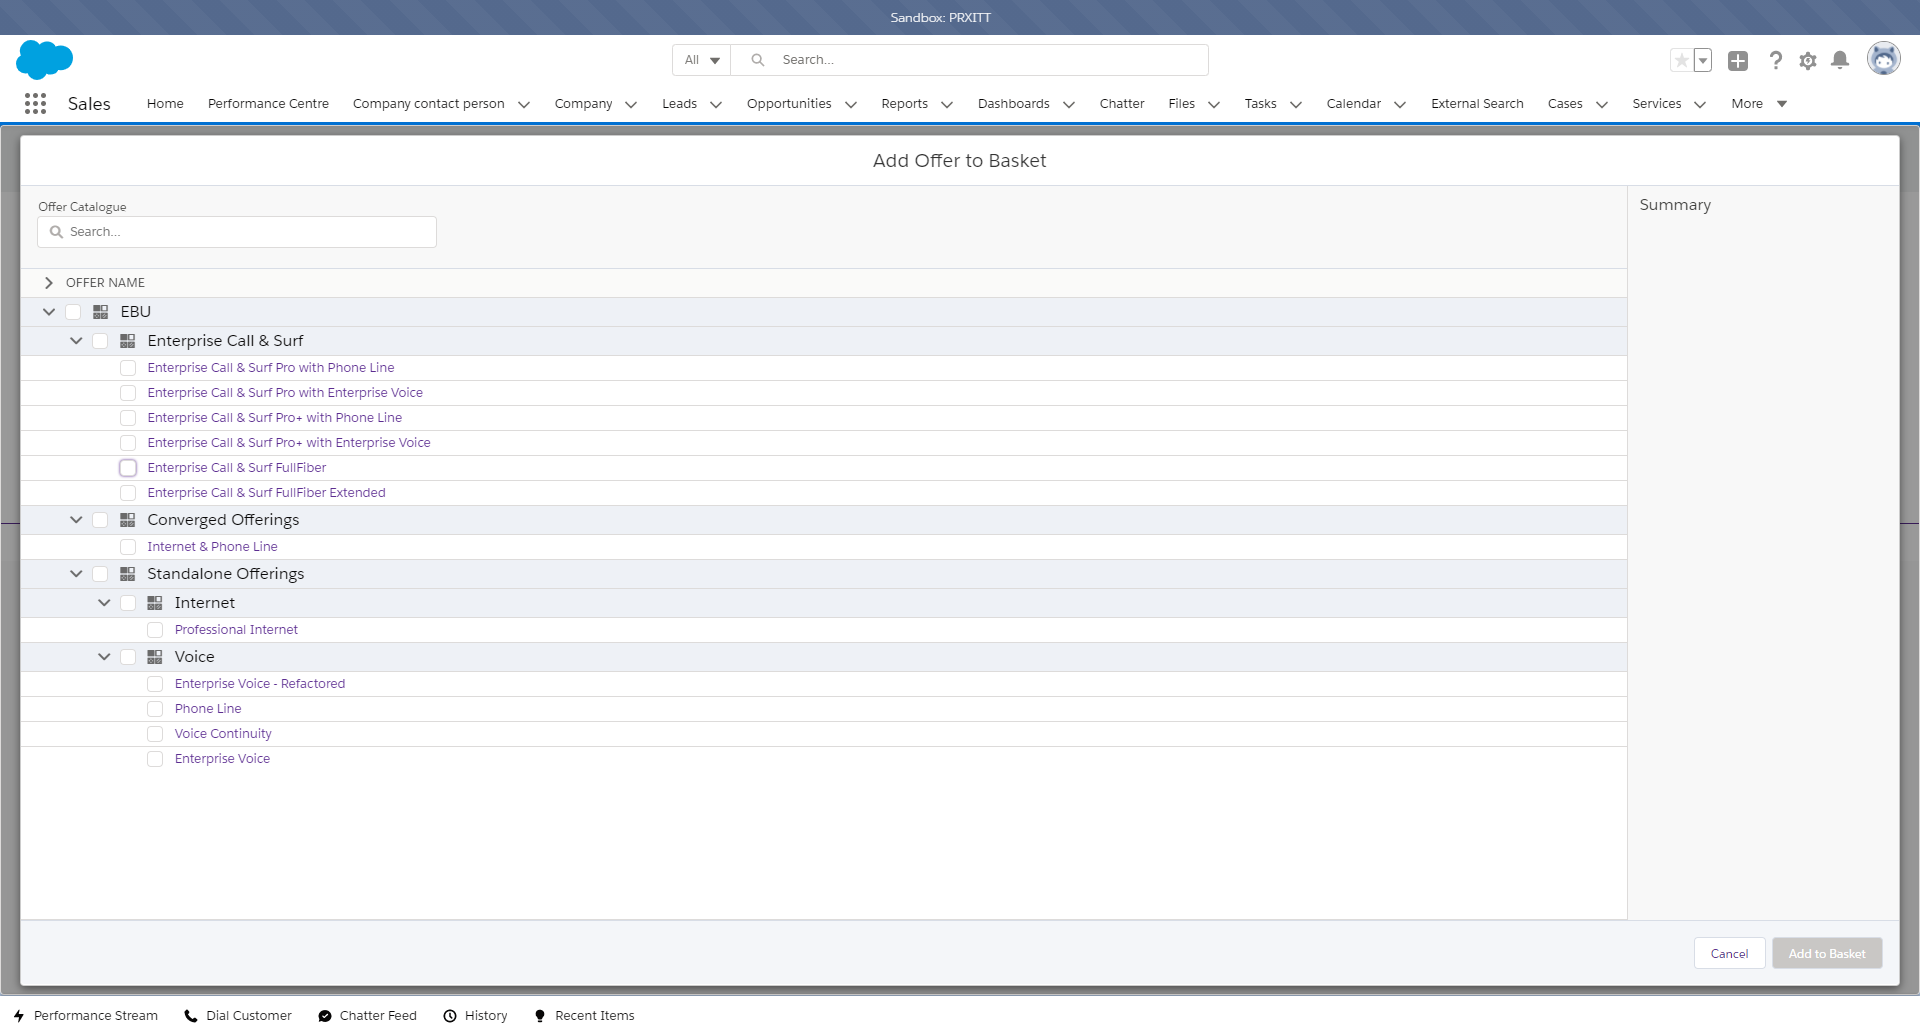 Sandbox: PRXITT
All
Search...
Sales
Home
Performance Centre
Company contact person
Company
Leads
Opportunities
Reports
Dashboards
Chatter
Files
Tasks
Calendar
External Search
Cases
Services
More
Add Offer to Basket
Offer Catalogue
Search...
Summary
OFFER NAME
EBU
Enterprise Call & Surf
Enterprise Call & Surf Pro with Phone Line
Enterprise Call & Surf Pro with Enterprise Voice
Enterprise Call & Surf Pro+ with Phone Line
Enterprise Call & Surf Pro+ with Enterprise Voice
Enterprise Call & Surf FullFiber
Enterprise Call & Surf FullFiber Extended
Converged Offerings
Internet & Phone Line
Standalone Offerings
Internet
Professional Internet
Voice
Enterprise Voice - Refactored
Phone Line
Voice Continuity
Enterprise Voice
Cancel
Add to Basket
Performance Stream
Dial Customer
Chatter Feed
History
Recent Items